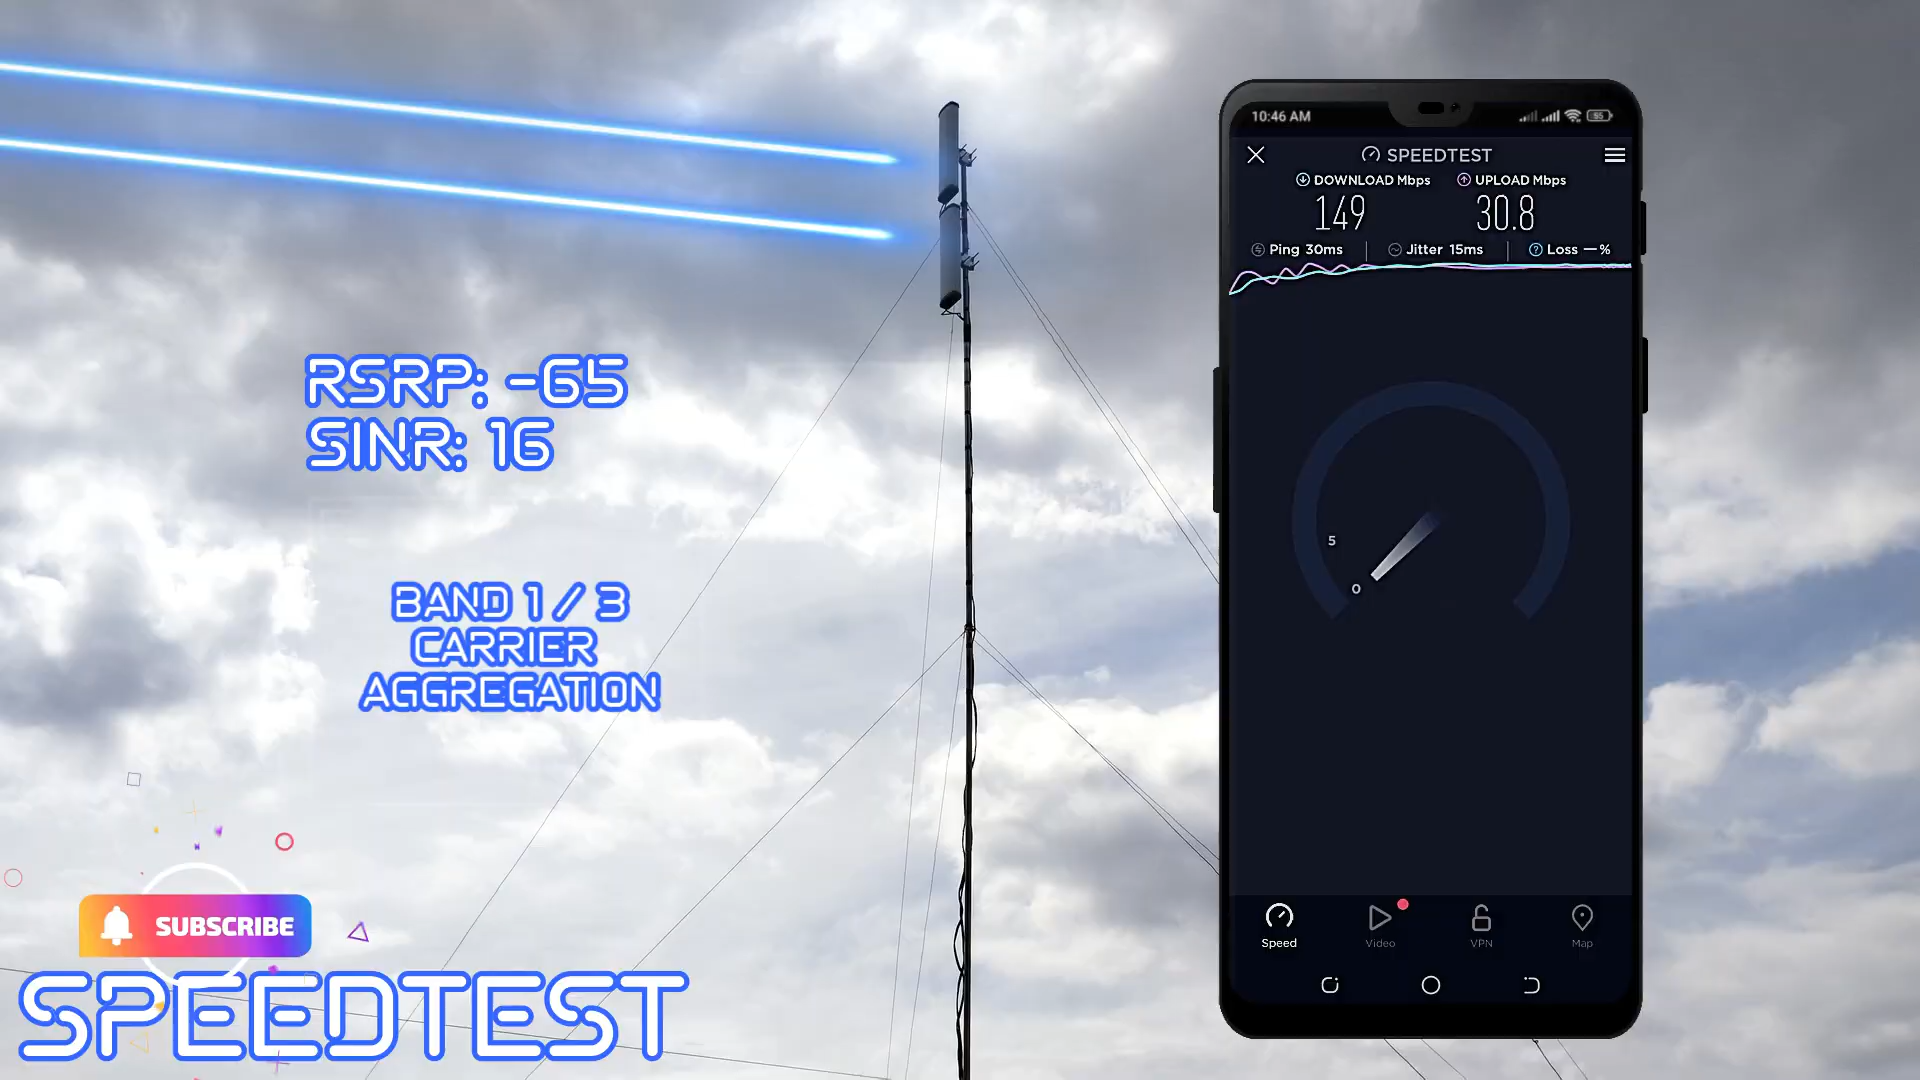 RSRP: -65
SINR: 16
BAND 1 / 3
CARRIER
AGGREGATION
SUBSCRIBE
SPEEDTEST
10:46 AM
95
SPEEDTEST
DOWNLOAD Mbps UPLOAD Mbps
149 30.8
Ping 30ms Jitter 15ms Loss — %
5
0
Speed Video VPN Map